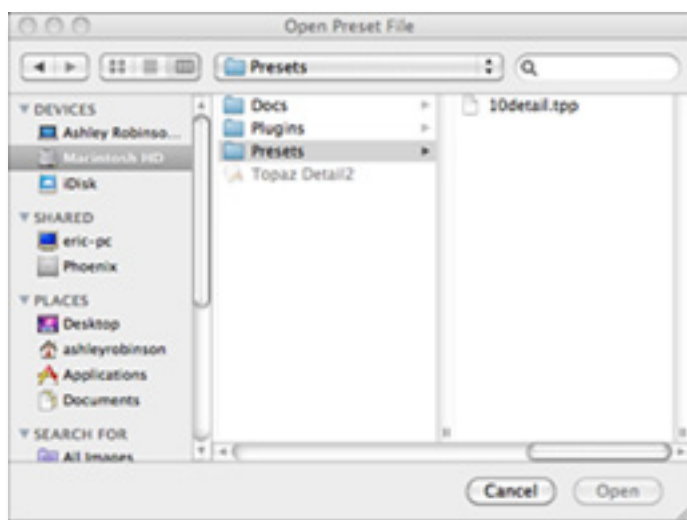 Open Preset File
Presets
DEVICES
Ashley Robinso...
Macintosh HD
iDisk
SHARED
eric-pc
Phoenix
PLACES
Desktop
ashleyrobinson
Applications
Documents
SEARCH FOR
All Images
Docs
Plugins
Presets
Topaz Detail2
10detail.tpp
Cancel
Open